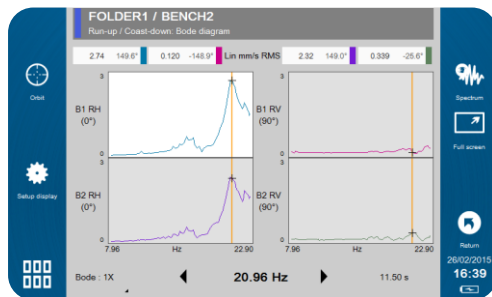 FOLDER1 / BENCH2
Run-up / Coast-down: Bode diagram
2.74 149.6° 0.120 -148.9° Lin mm/s RMS 2.32 149.0° 0.339 -25.6°
Orbit
Setup display
3
B1 RH
(0°)
0
3
B1 RV
(90°)
0
3
B2 RH
(0°)
0
3
B2 RV
(90°)
0
7.96 Hz 22.90
7.96 Hz 22.90
Bode : 1X
20.96 Hz
11.50 s
Spectrum
Full screen
Return
26/02/2015
16:39